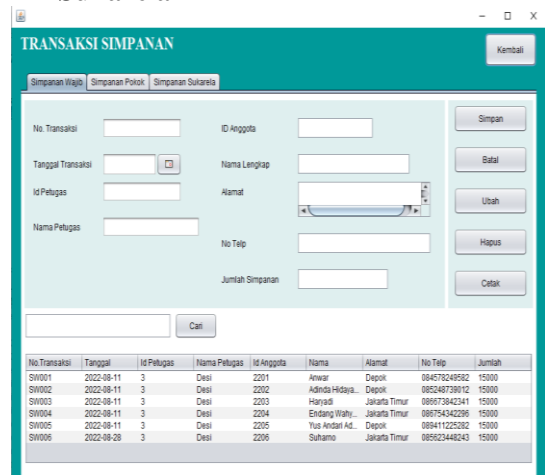 TRANSAKSI SIMPANAN
Kembali
Simpanan Wajib Simpanan Pokok Simpanan Sukarela
No. Transaksi ID Anggota Simpan
Tanggal Transaksi Nama Lengkap Batal
Id Petugas Alamat Ubah
Nama Petugas No Telp Hapus
Jumlah Simpanan Cetak
Cari
No.Transaksi Tanggal Id Petugas Nama Petugas Id Anggota Nama Alamat No Telp Jumlah
SW001 2022-08-11 3 Desi 2201 Anwar Depok 084578249582 15000
SW002 2022-08-11 3 Desi 2202 Adinda Hidaya... Depok 085248739012 15000
SW003 2022-08-11 3 Desi 2203 Haryadi Jakarta Timur 086673842341 15000
SW004 2022-08-11 3 Desi 2204 Endang Wahy... Jakarta Timur 086754342296 15000
SW005 2022-08-11 3 Desi 2205 Yus Andari Ad... Depok 089411225282 15000
SW006 2022-08-28 3 Desi 2206 Suharno Jakarta Timur 085623448243 15000